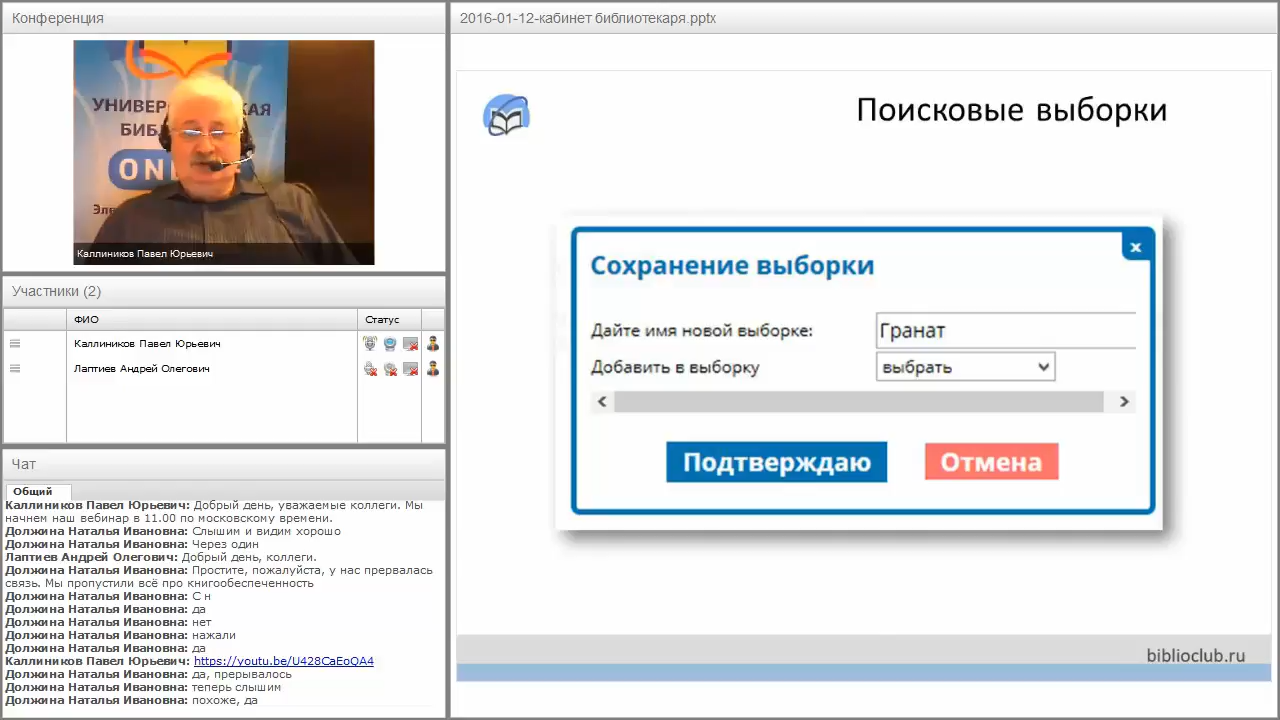 Конференция
УНИВЕР
КАЯ
БИБ
ON
Эле
Каллиников Павел Юрьевич
Участники (2)
ФИО
Статус
Каллиников Павел Юрьевич
Лаптиев Андрей Олегович
Чат
Общий
Каллиников Павел Юрьевич: Добрый день, уважаемые коллеги. Мы
начнем наш вебинар в 11.00 по московскому времени.
Должина Наталья Ивановна: Слышим и видим хорошо
Должина Наталья Ивановна: Через один
Лаптиев Андрей Олегович: Добрый день, коллеги.
Должина Наталья Ивановна: Простите, пожалуйста, у нас прервалась
связь. Мы пропустили всё про книгообеспеченность
Должина Наталья Ивановна: С н
Должина Наталья Ивановна: да
Должина Наталья Ивановна: нет
Должина Наталья Ивановна: нажали
Должина Наталья Ивановна: да
Каллиников Павел Юрьевич: https://youtu.be/U428CaEoQA4
Должина Наталья Ивановна: да, прерывалось
Должина Наталья Ивановна: теперь слышим
Должина Наталья Ивановна: похоже, да
2016-01-12-кабинет библиотекаря.pptx
Поисковые выборки
x
Сохранение выборки
Дайте имя новой выборке:
Гранат
Добавить в выборку
выбрать
Подтверждаю
Отмена
biblioclub.ru